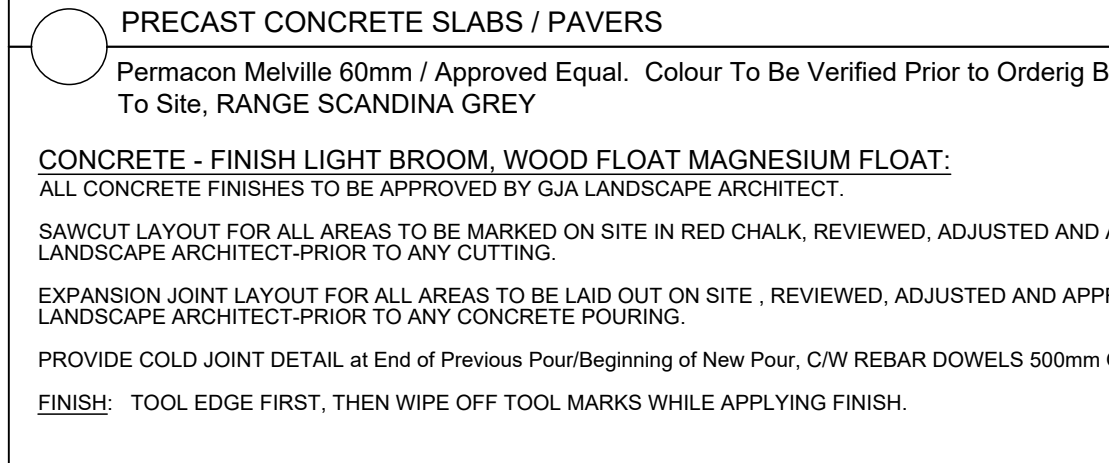 PRECAST CONCRETE SLABS / PAVERS
Permacon Melville 60mm / Approved Equal. Colour To Be Verified Prior to Orderig B
To Site, RANGE SCANDINA GREY
CONCRETE - FINISH LIGHT BROOM, WOOD FLOAT MAGNESIUM FLOAT:
ALL CONCRETE FINISHES TO BE APPROVED BY GJA LANDSCAPE ARCHITECT.
SAWCUT LAYOUT FOR ALL AREAS TO BE MARKED ON SITE IN RED CHALK, REVIEWED, ADJUSTED AND A
LANDSCAPE ARCHITECT-PRIOR TO ANY CUTTING.
EXPANSION JOINT LAYOUT FOR ALL AREAS TO BE LAID OUT ON SITE , REVIEWED, ADJUSTED AND APP
LANDSCAPE ARCHITECT-PRIOR TO ANY CONCRETE POURING.
PROVIDE COLD JOINT DETAIL at End of Previous Pour/Beginning of New Pour, C/W REBAR DOWELS 500mm
FINISH: TOOL EDGE FIRST, THEN WIPE OFF TOOL MARKS WHILE APPLYING FINISH.